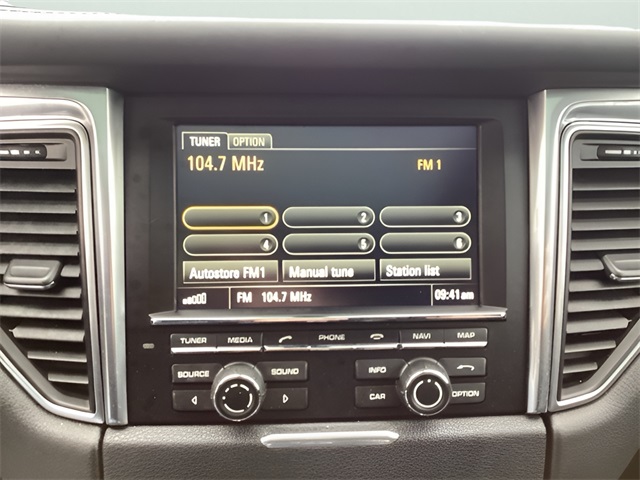 TUNER OPTION
104.7 MHz FM 1
1 2 3
4 5 6
Autostore FM1 Manual tune Station list
FM 104.7 MHz 09:41 am
TUNER MEDIA PHONE NAVI MAP
SOURCE SOUND INFO
CAR OPTION